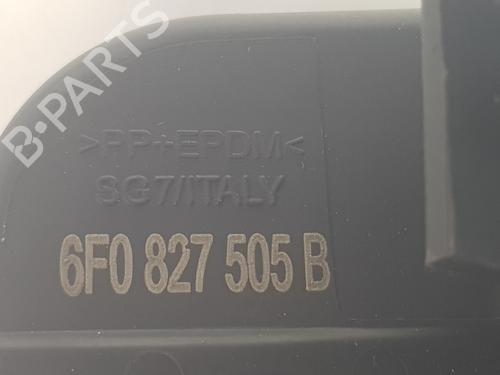 B-PARTS
>PP+EPDM<
SG7/ITALY
6F0 827 505 B